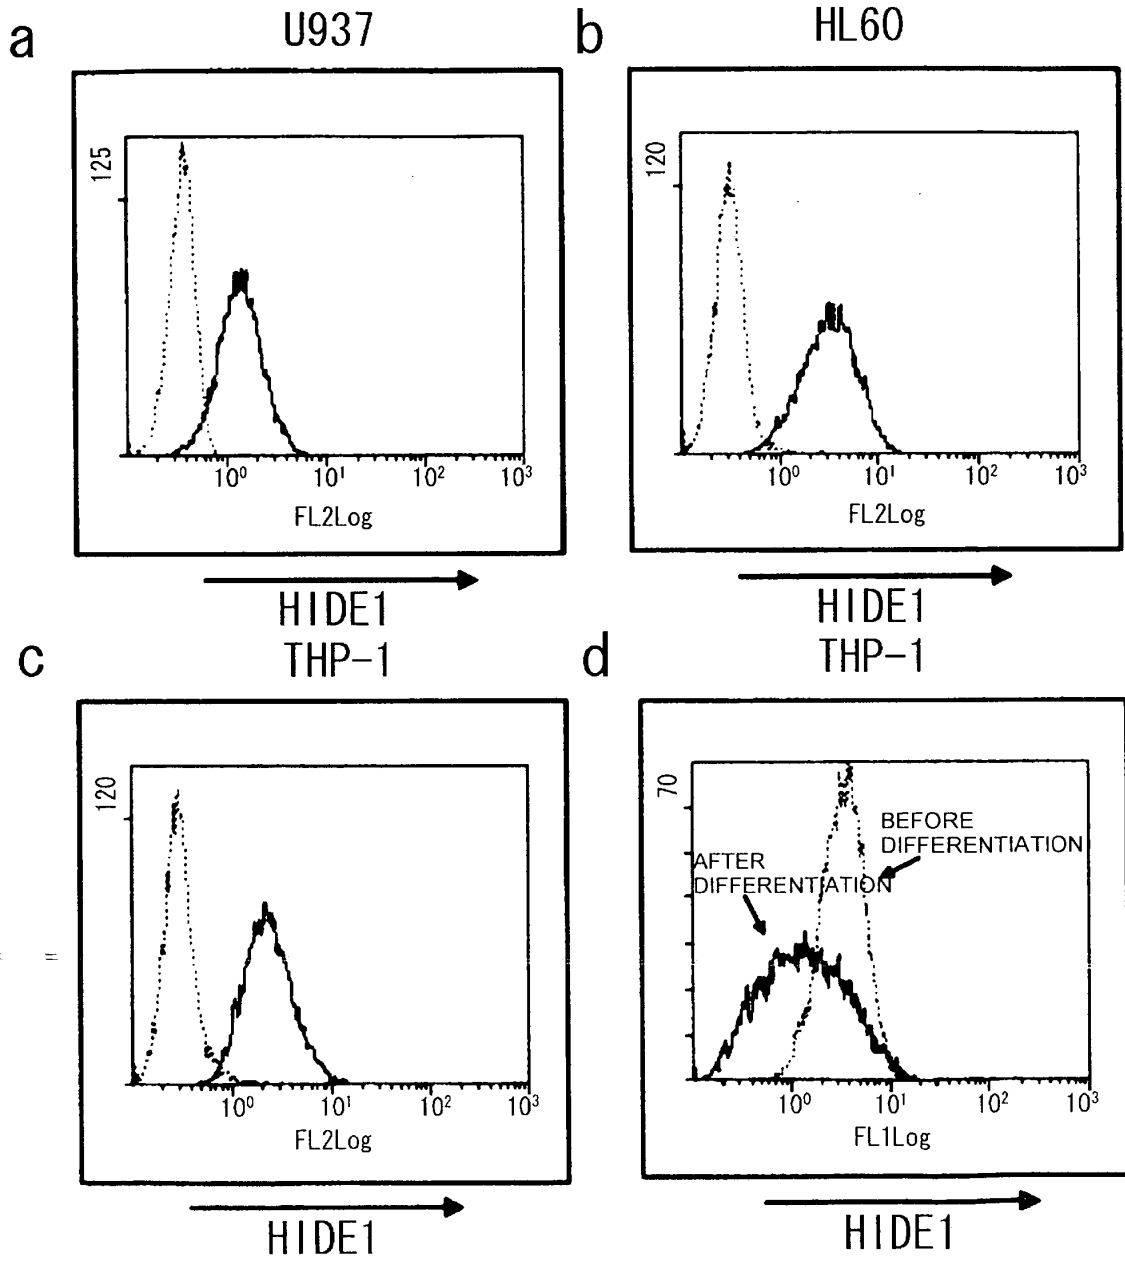 a
U937
125
10⁰ 10¹ 10² 10³
FL2Log
HIDE1
b
HL60
120
10⁰ 10¹ 10² 10³
FL2Log
HIDE1
c
THP-1
120
10⁰ 10¹ 10² 10³
FL2Log
HIDE1
d
THP-1
70
BEFORE
DIFFERENTIATION
AFTER
DIFFERENTIATION
10⁰ 10¹ 10² 10³
FL1Log
HIDE1